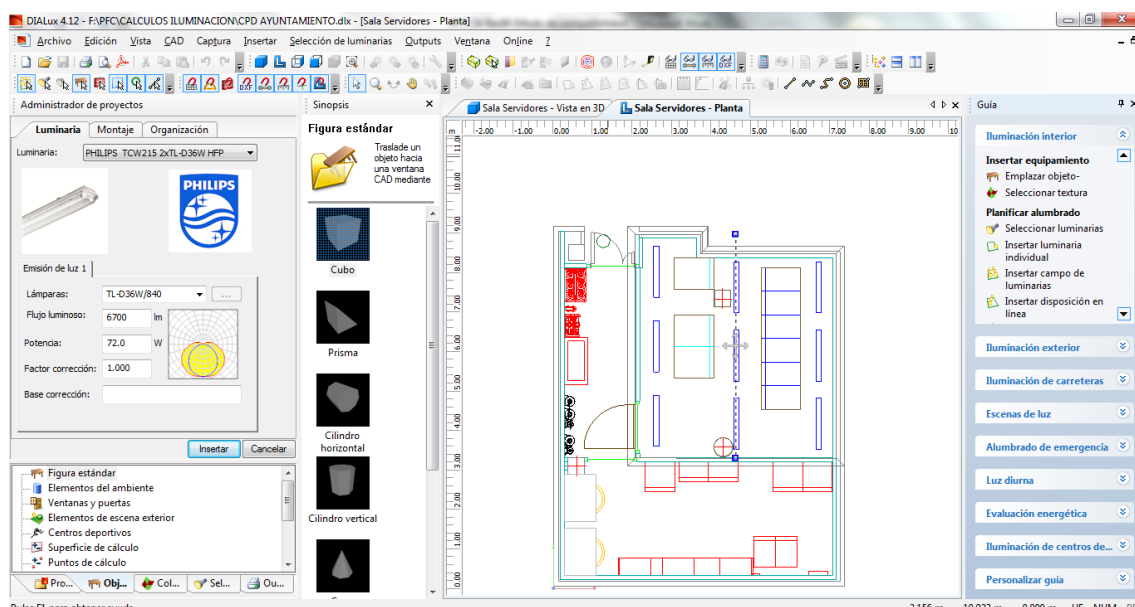 DIALux 4.12 - F:\PFC\CALCULOS ILUMINACION\CPD AYUNTAMIENTO.dlx - [Sala Servidores - Planta]
Archivo Edición Vista CAD Captura Insertar Selección de luminarias Outputs Ventana Online ?
Administrador de proyectos
Luminaria Montaje Organización
Luminaria: PHILIPS TCW215 2xTL-D36W HFP
PHILIPS
Emisión de luz 1
Lámparas: TL-D36W/840 ...
Flujo luminoso: 6700 lm
Potencia: 72.0 W
Factor corrección: 1.000
Base corrección:
Insertar Cancelar
Figura estándar
Elementos del ambiente
Ventanas y puertas
Elementos de escena exterior
Centros deportivos
Superficie de cálculo
Puntos de cálculo
Pro... Obj... Col... Sel... Ou...
Sinopsis
Figura estándar
Traslade un
objeto hacia
una ventana
CAD mediante
Cubo
Prisma
Cilindro
horizontal
Cilindro vertical
Sala Servidores - Vista en 3D Sala Servidores - Planta
m -2.00 -1.00 0.00 1.00 2.00 3.00 4.00 5.00 6.00 7.00 8.00 9.00 10
11.0
10.00
9.00
8.00
7.00
6.00
5.00
4.00
3.00
2.00
1.00
0.00
Guía
Iluminación interior
Insertar equipamiento
Emplazar objeto-
Seleccionar textura
Planificar alumbrado
Seleccionar luminarias
Insertar luminaria
individual
Insertar campo de
luminarias
Insertar disposición en
línea
Iluminación exterior
Iluminación de carreteras
Escenas de luz
Alumbrado de emergencia
Luz diurna
Evaluación energética
Iluminación de centros de...
Personalizar guía